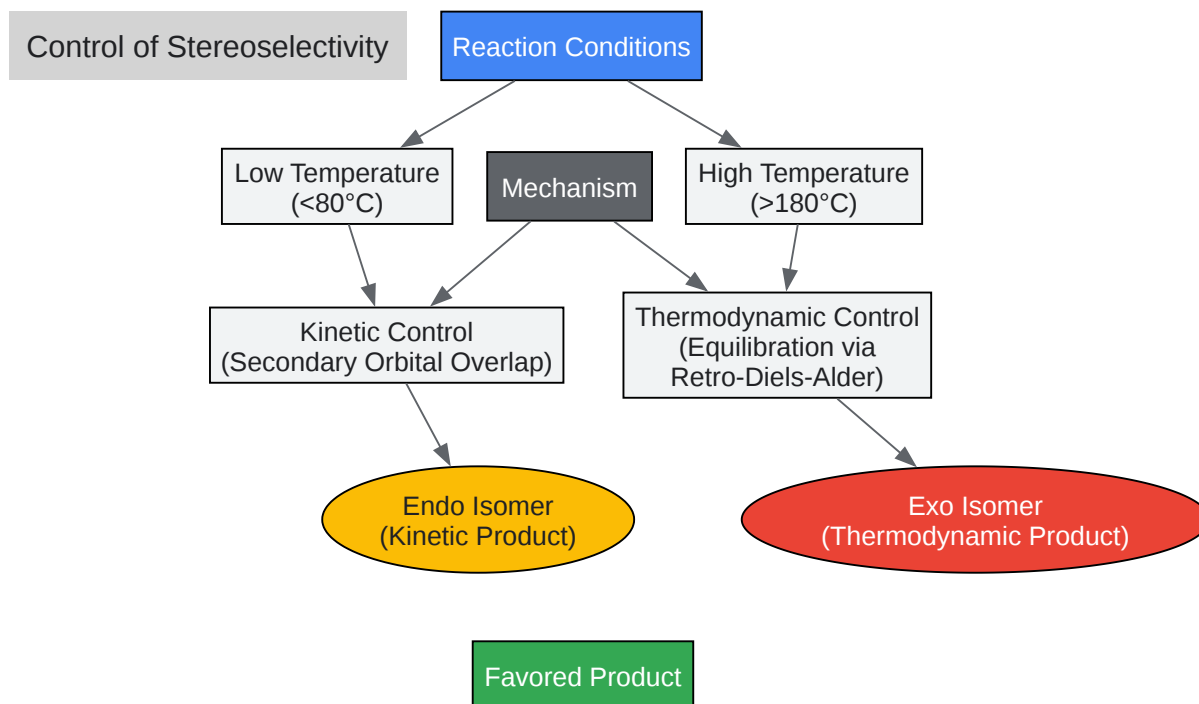 Control of Stereoselectivity
Reaction Conditions
Low Temperature
(<80°C)
Mechanism
High Temperature
(>180°C)
Kinetic Control
(Secondary Orbital Overlap)
Thermodynamic Control
(Equilibration via
Retro-Diels-Alder)
Endo Isomer
(Kinetic Product)
Exo Isomer
(Thermodynamic Product)
Favored Product